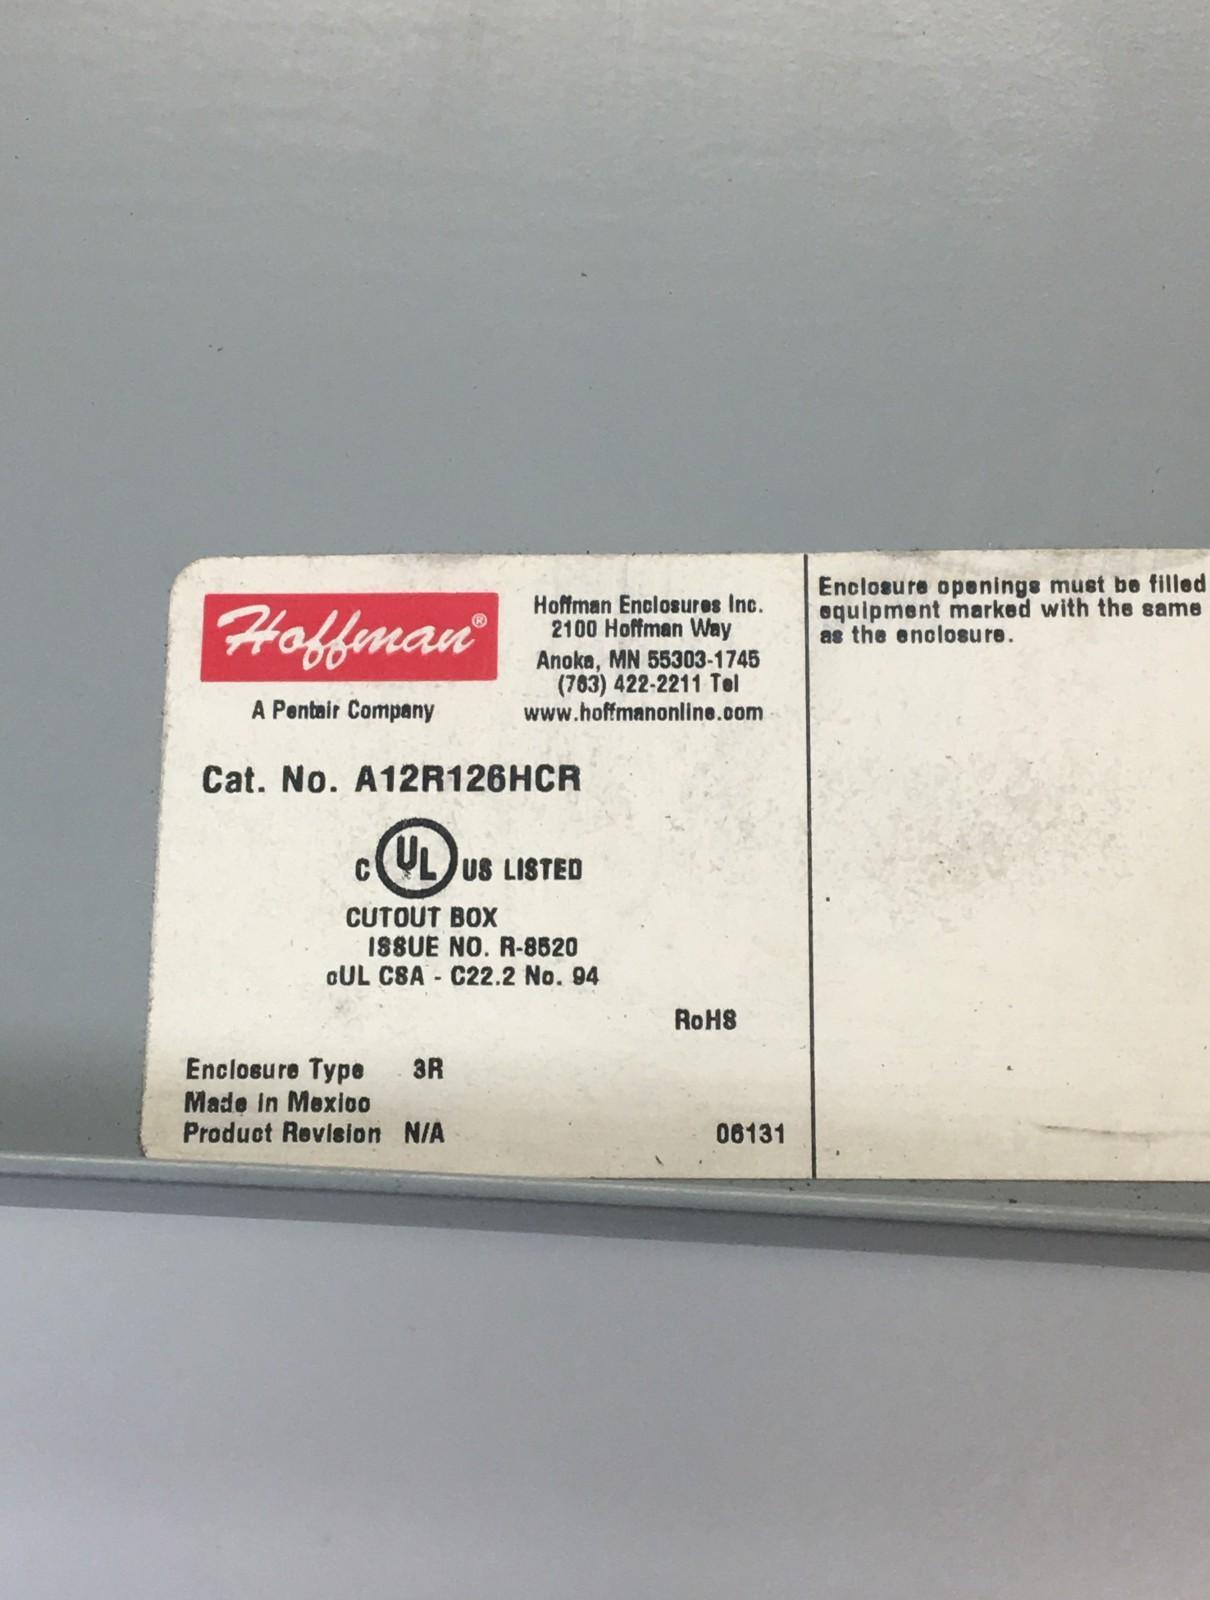 Hoffman®
A Pentair Company
Hoffman Enclosures Inc.
2100 Hoffman Way
Anoka, MN 55303-1745
(763) 422-2211 Tel
www.hoffmanonline.com
Cat. No. A12R126HCR
C UL US LISTED
CUTOUT BOX
ISSUE NO. R-8520
cUL CSA - C22.2 No. 94
RoHS
Enclosure Type 3R
Made in Mexico
Product Revision N/A
06131
Enclosure openings must be filled
equipment marked with the same
as the enclosure.